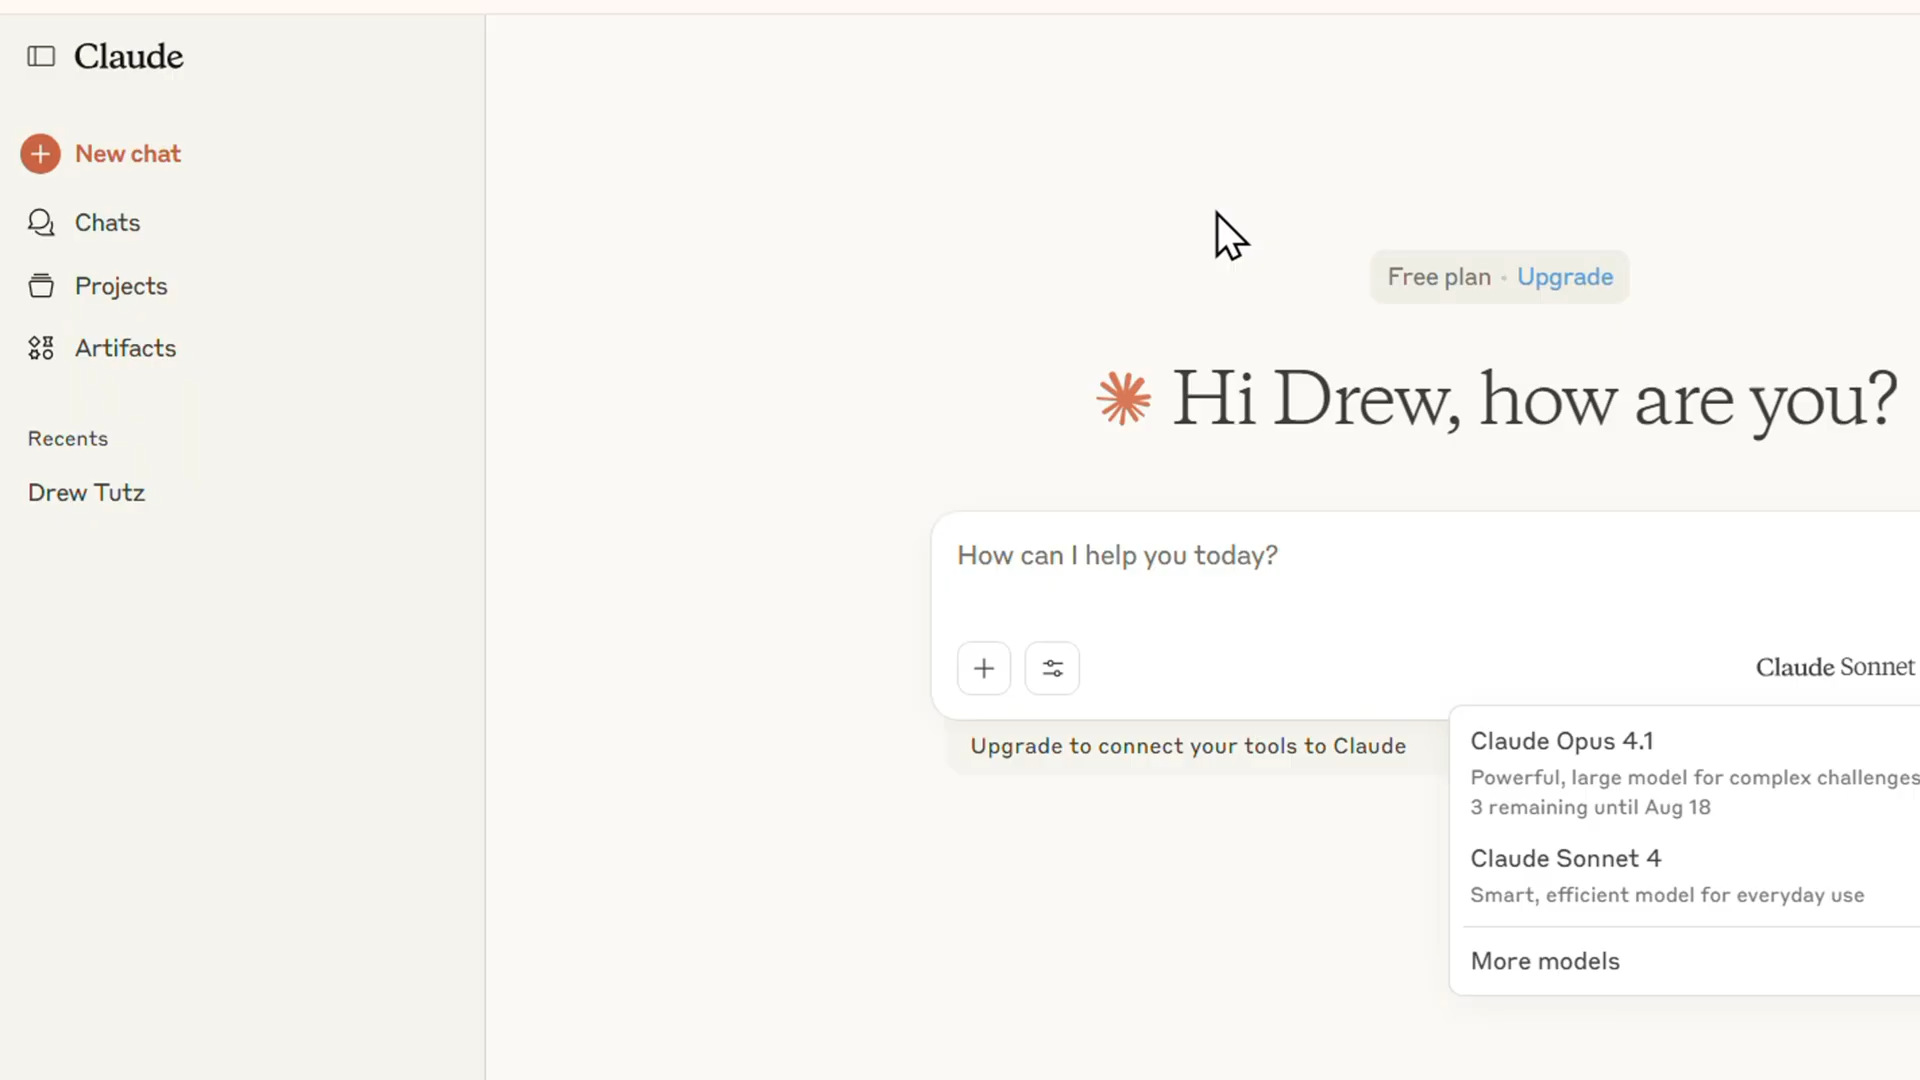 Claude
New chat
Chats
Projects
Artifacts
Recents
Drew Tutz
Free plan · Upgrade
Hi Drew, how are you?
How can I help you today?
Claude Sonnet
Upgrade to connect your tools to Claude
Claude Opus 4.1
Powerful, large model for complex challenges
3 remaining until Aug 18
Claude Sonnet 4
Smart, efficient model for everyday use
More models